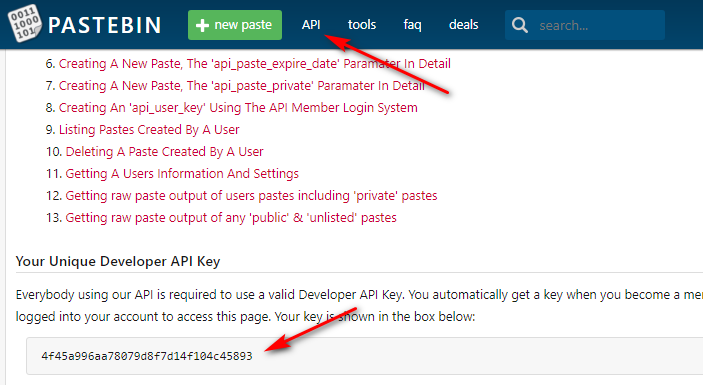 0011
1000
101
PASTEBIN
+ new paste
API
tools
faq
deals
search...
6. Creating A New Paste, The 'api_paste_expire_date' Paramater In Detail
7. Creating A New Paste, The 'api_paste_private' Paramater In Detail
8. Creating An 'api_user_key' Using The API Member Login System
9. Listing Pastes Created By A User
10. Deleting A Paste Created By A User
11. Getting A Users Information And Settings
12. Getting raw paste output of users pastes including 'private' pastes
13. Getting raw paste output of any 'public' & 'unlisted' pastes
Your Unique Developer API Key
Everybody using our API is required to use a valid Developer API Key. You automatically get a key when you become a me
logged into your account to access this page. Your key is shown in the box below:
4f45a996aa78079d8f7d14f104c45893